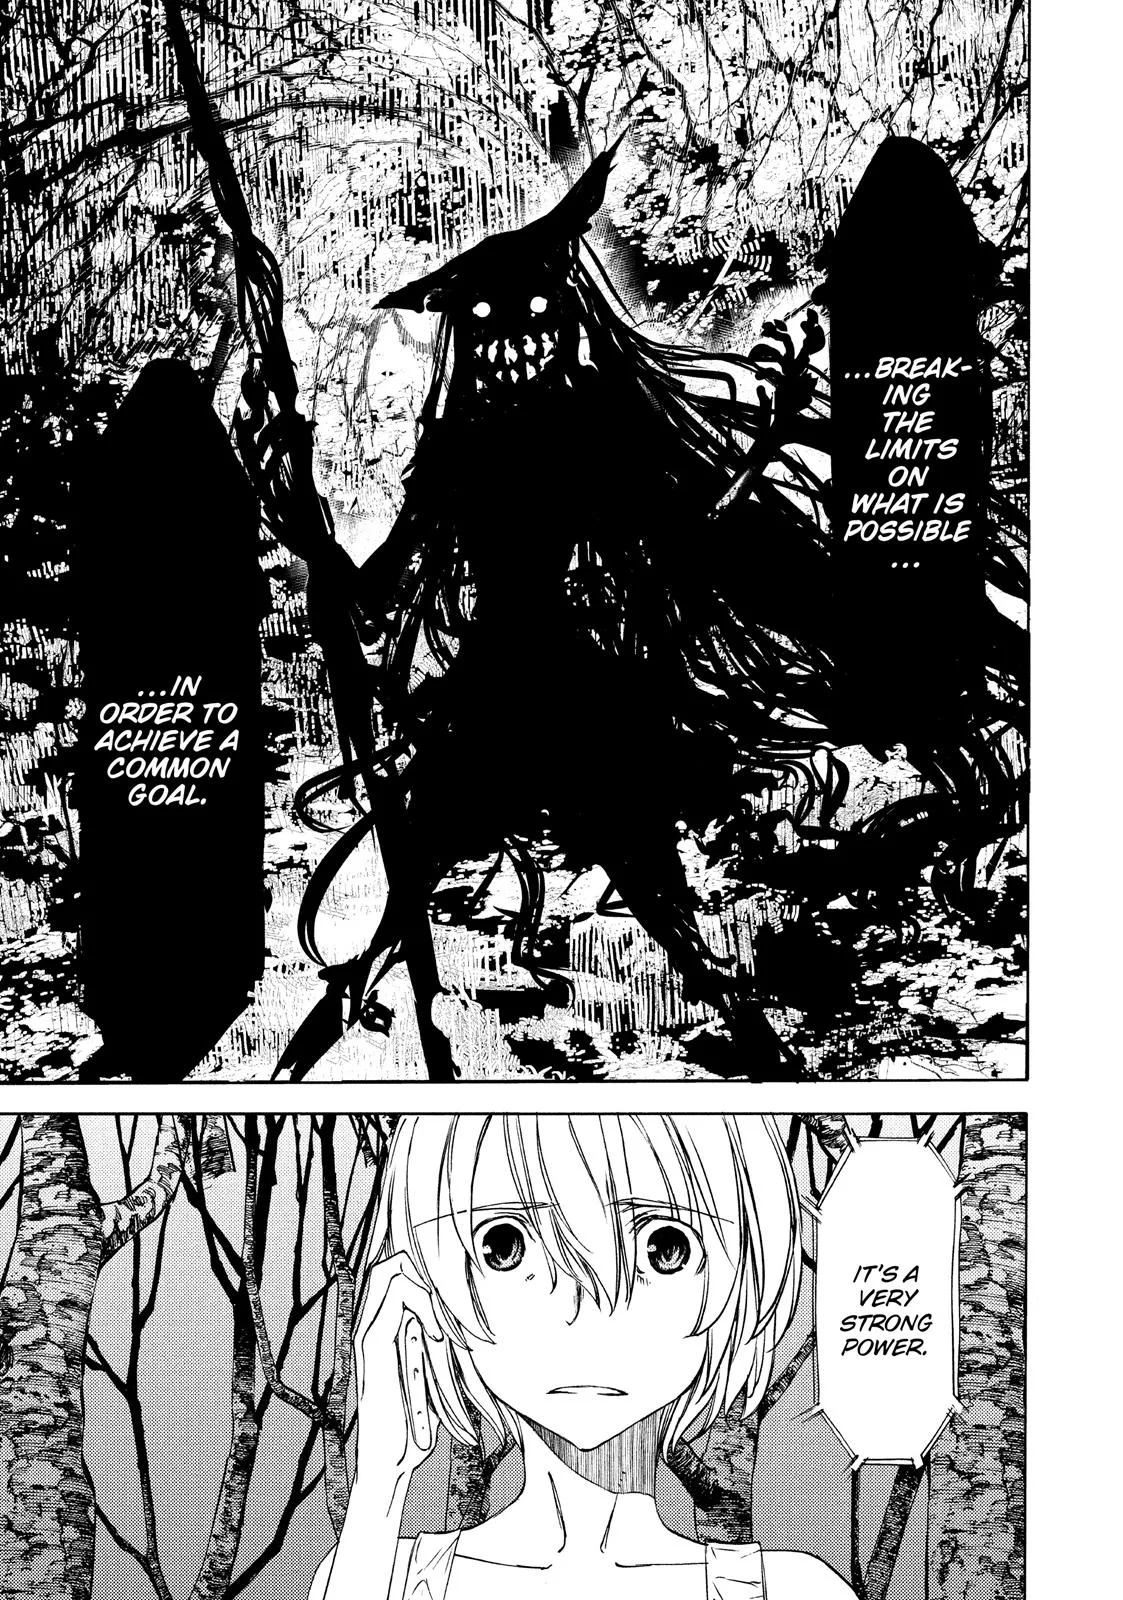 ...BREAK-
ING
THE
LIMITS
ON
WHAT IS
POSSIBLE
...
...IN
ORDER TO
ACHIEVE A
COMMON
GOAL.
IT'S A
VERY
STRONG
POWER.